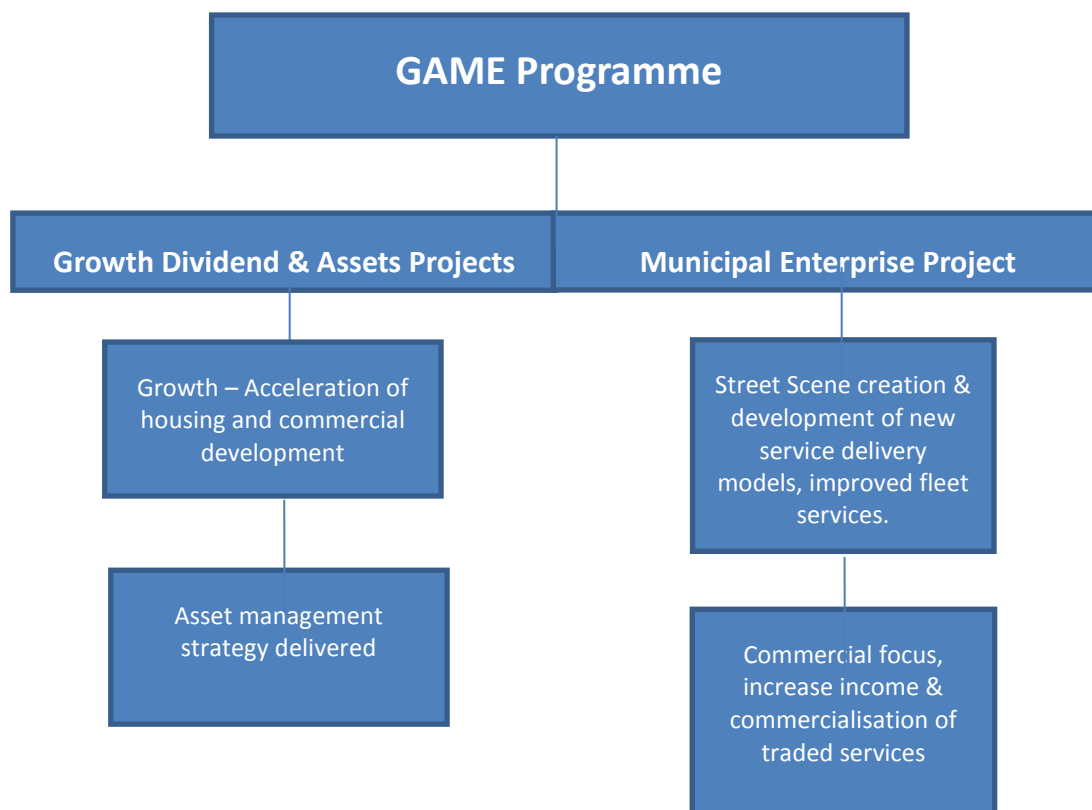 GAME Programme
Growth Dividend & Assets Projects
Municipal Enterprise Project
Growth – Acceleration of
housing and commercial
development
Asset management
strategy delivered
Street Scene creation &
development of new
service delivery
models, improved fleet
services.
Commercial focus,
increase income &
commercialisation of
traded services